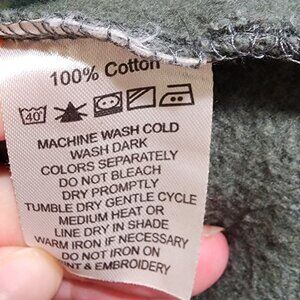 100% Cotton
40°
MACHINE WASH COLD
WASH DARK
COLORS SEPARATELY
DO NOT BLEACH
DRY PROMPTLY
TUMBLE DRY GENTLE CYCLE
MEDIUM HEAT OR
LINE DRY IN SHADE
WARM IRON IF NECESSARY
DO NOT IRON ON
& EMBROIDERY